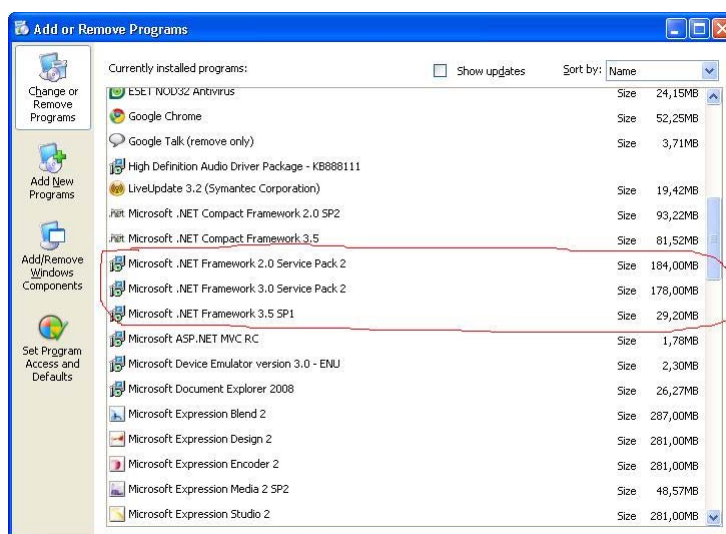 Add or Remove Programs
Change or
Remove
Programs
Add New
Programs
Add/Remove
Windows
Components
Set Program
Access and
Defaults
Currently installed programs:
Show updates
Sort by: Name
ESET NOD32 Antivirus Size 24,15MB
Google Chrome Size 52,25MB
Google Talk (remove only) Size 3,71MB
High Definition Audio Driver Package - KB888111
LiveUpdate 3.2 (Symantec Corporation) Size 19,42MB
.NET Microsoft .NET Compact Framework 2.0 SP2 Size 93,22MB
.NET Microsoft .NET Compact Framework 3.5 Size 81,52MB
Microsoft .NET Framework 2.0 Service Pack 2 Size 184,00MB
Microsoft .NET Framework 3.0 Service Pack 2 Size 178,00MB
Microsoft .NET Framework 3.5 SP1 Size 29,20MB
Microsoft ASP.NET MVC RC Size 1,78MB
Microsoft Device Emulator version 3.0 - ENU Size 2,30MB
Microsoft Document Explorer 2008 Size 26,27MB
Microsoft Expression Blend 2 Size 287,00MB
Microsoft Expression Design 2 Size 281,00MB
Microsoft Expression Encoder 2 Size 281,00MB
Microsoft Expression Media 2 SP2 Size 48,57MB
Microsoft Expression Studio 2 Size 281,00MB